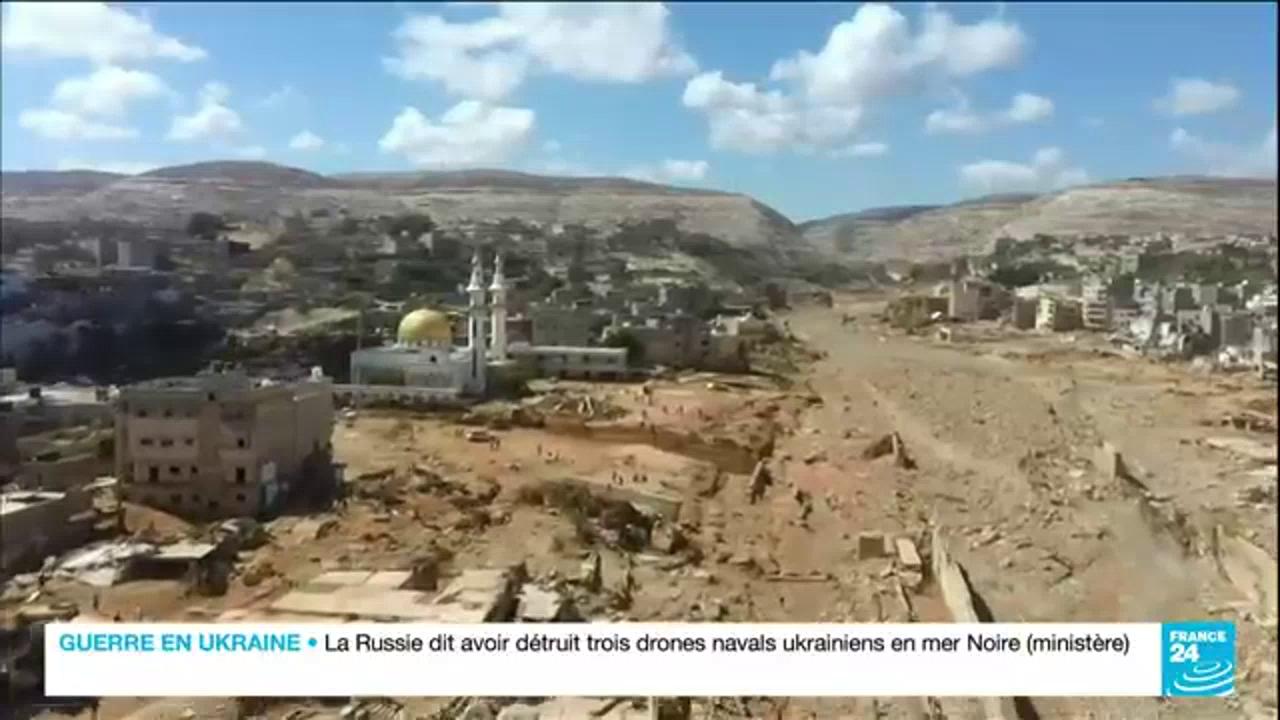 GUERRE EN UKRAINE • La Russie dit avoir détruit trois drones navals ukrainiens en mer Noire (ministère)
FRANCE
24